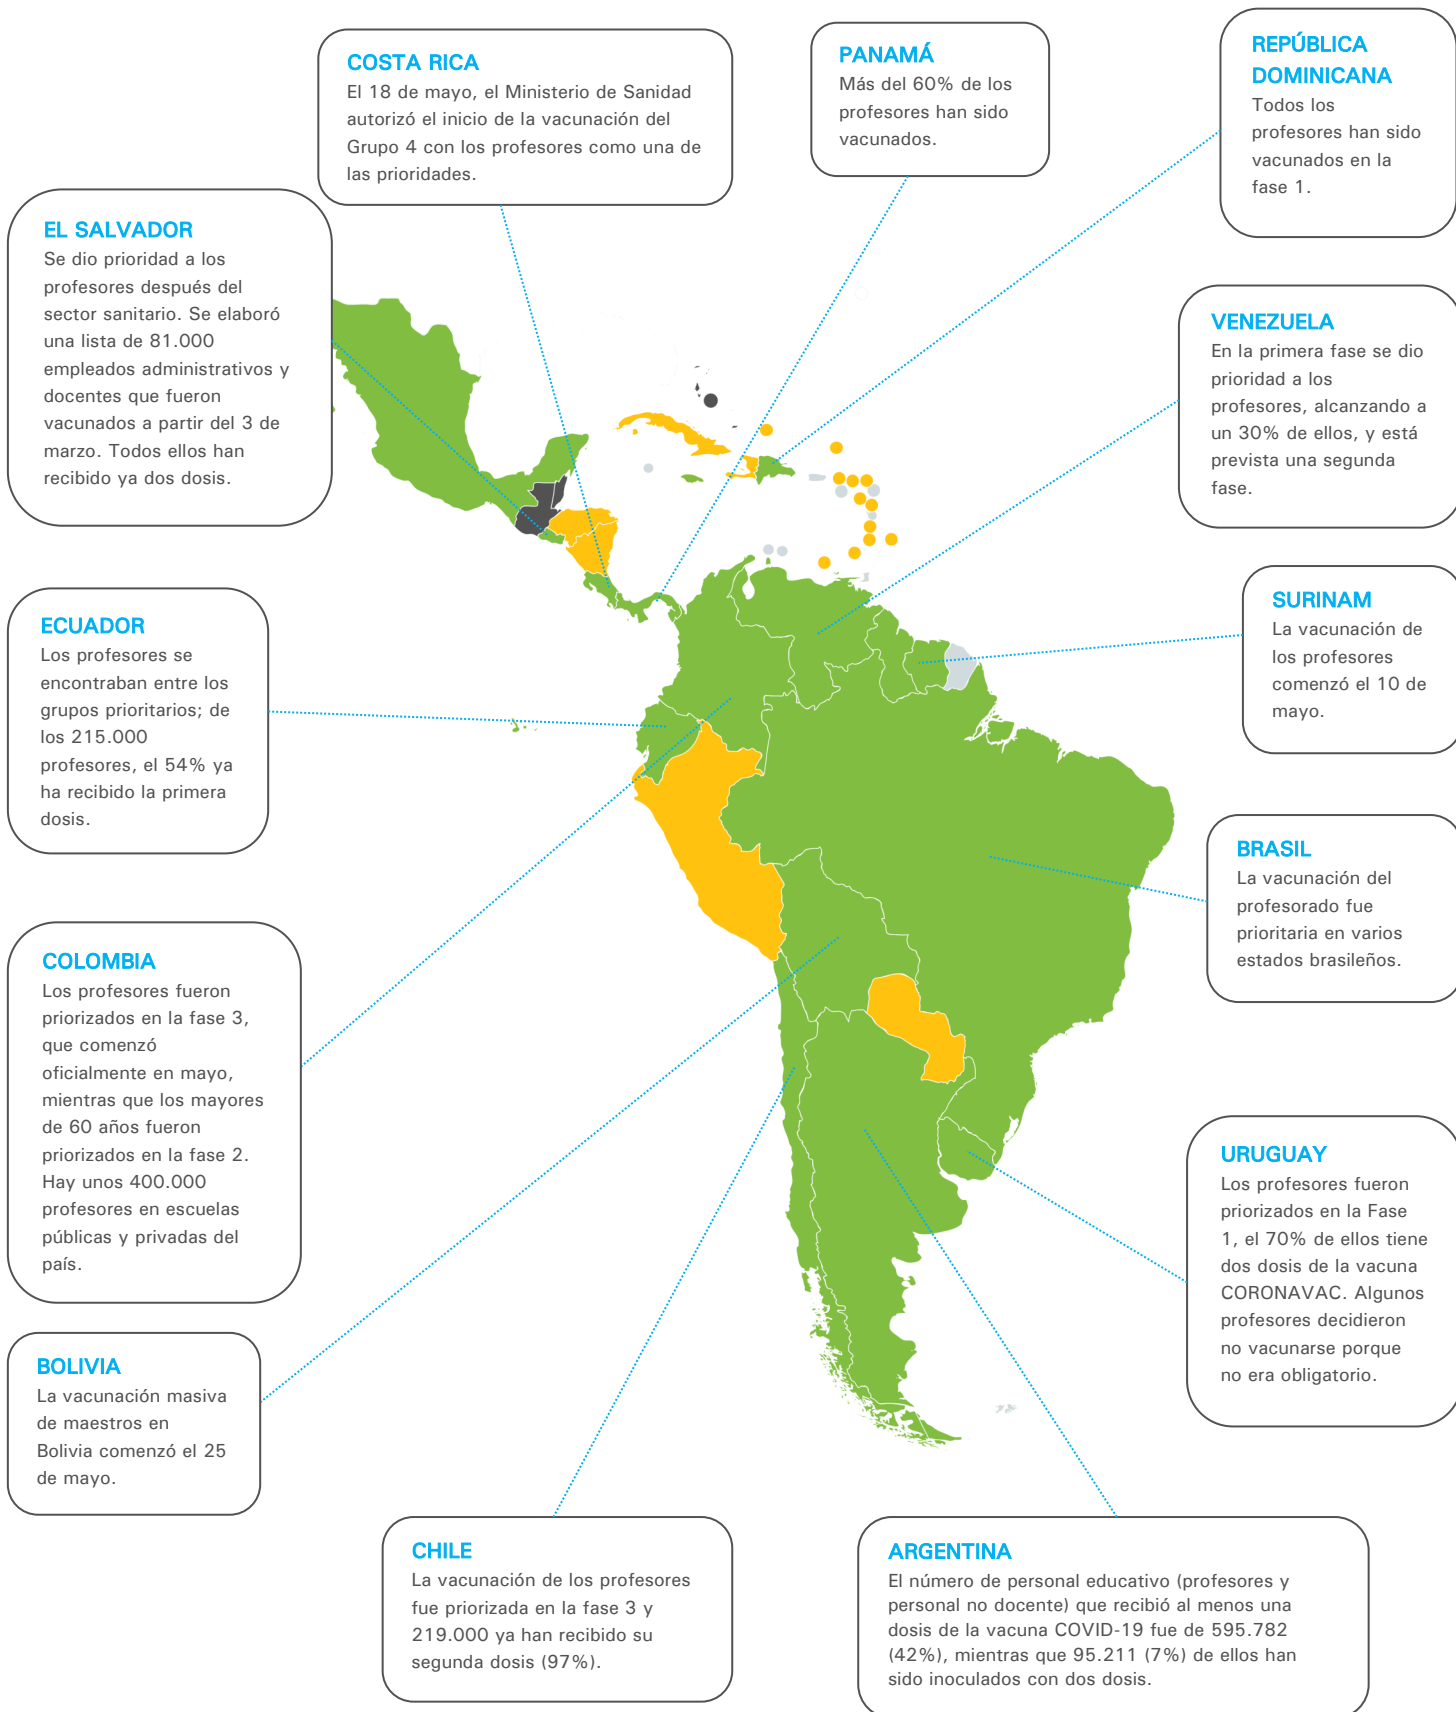 COSTA RICA
El 18 de mayo, el Ministerio de Sanidad
autorizó el inicio de la vacunación del
Grupo 4 con los profesores como una de
las prioridades.
PANAMÁ
Más del 60% de los
profesores han sido
vacunados.
REPÚBLICA
DOMINICANA
Todos los
profesores han sido
vacunados en la
fase 1.
EL SALVADOR
Se dio prioridad a los
profesores después del
sector sanitario. Se elaboró
una lista de 81.000
empleados administrativos y
docentes que fueron
vacunados a partir del 3 de
marzo. Todos ellos han
recibido ya dos dosis.
VENEZUELA
En la primera fase se dio
prioridad a los
profesores, alcanzando a
un 30% de ellos, y está
prevista una segunda
fase.
ECUADOR
Los profesores se
encontraban entre los
grupos prioritarios; de
los 215.000
profesores, el 54% ya
ha recibido la primera
dosis.
SURINAM
La vacunación de
los profesores
comenzó el 10 de
mayo.
BRASIL
La vacunación del
profesorado fue
prioritaria en varios
estados brasileños.
COLOMBIA
Los profesores fueron
priorizados en la fase 3,
que comenzó
oficialmente en mayo,
mientras que los mayores
de 60 años fueron
priorizados en la fase 2.
Hay unos 400.000
profesores en escuelas
públicas y privadas del
país.
URUGUAY
Los profesores fueron
priorizados en la Fase
1, el 70% de ellos tiene
dos dosis de la vacuna
CORONAVAC. Algunos
profesores decidieron
no vacunarse porque
no era obligatorio.
BOLIVIA
La vacunación masiva
de maestros en
Bolivia comenzó el 25
de mayo.
CHILE
La vacunación de los profesores
fue priorizada en la fase 3 y
219.000 ya han recibido su
segunda dosis (97%).
ARGENTINA
El número de personal educativo (profesores y
personal no docente) que recibió al menos una
dosis de la vacuna COVID-19 fue de 595.782
(42%), mientras que 95.211 (7%) de ellos han
sido inoculados con dos dosis.